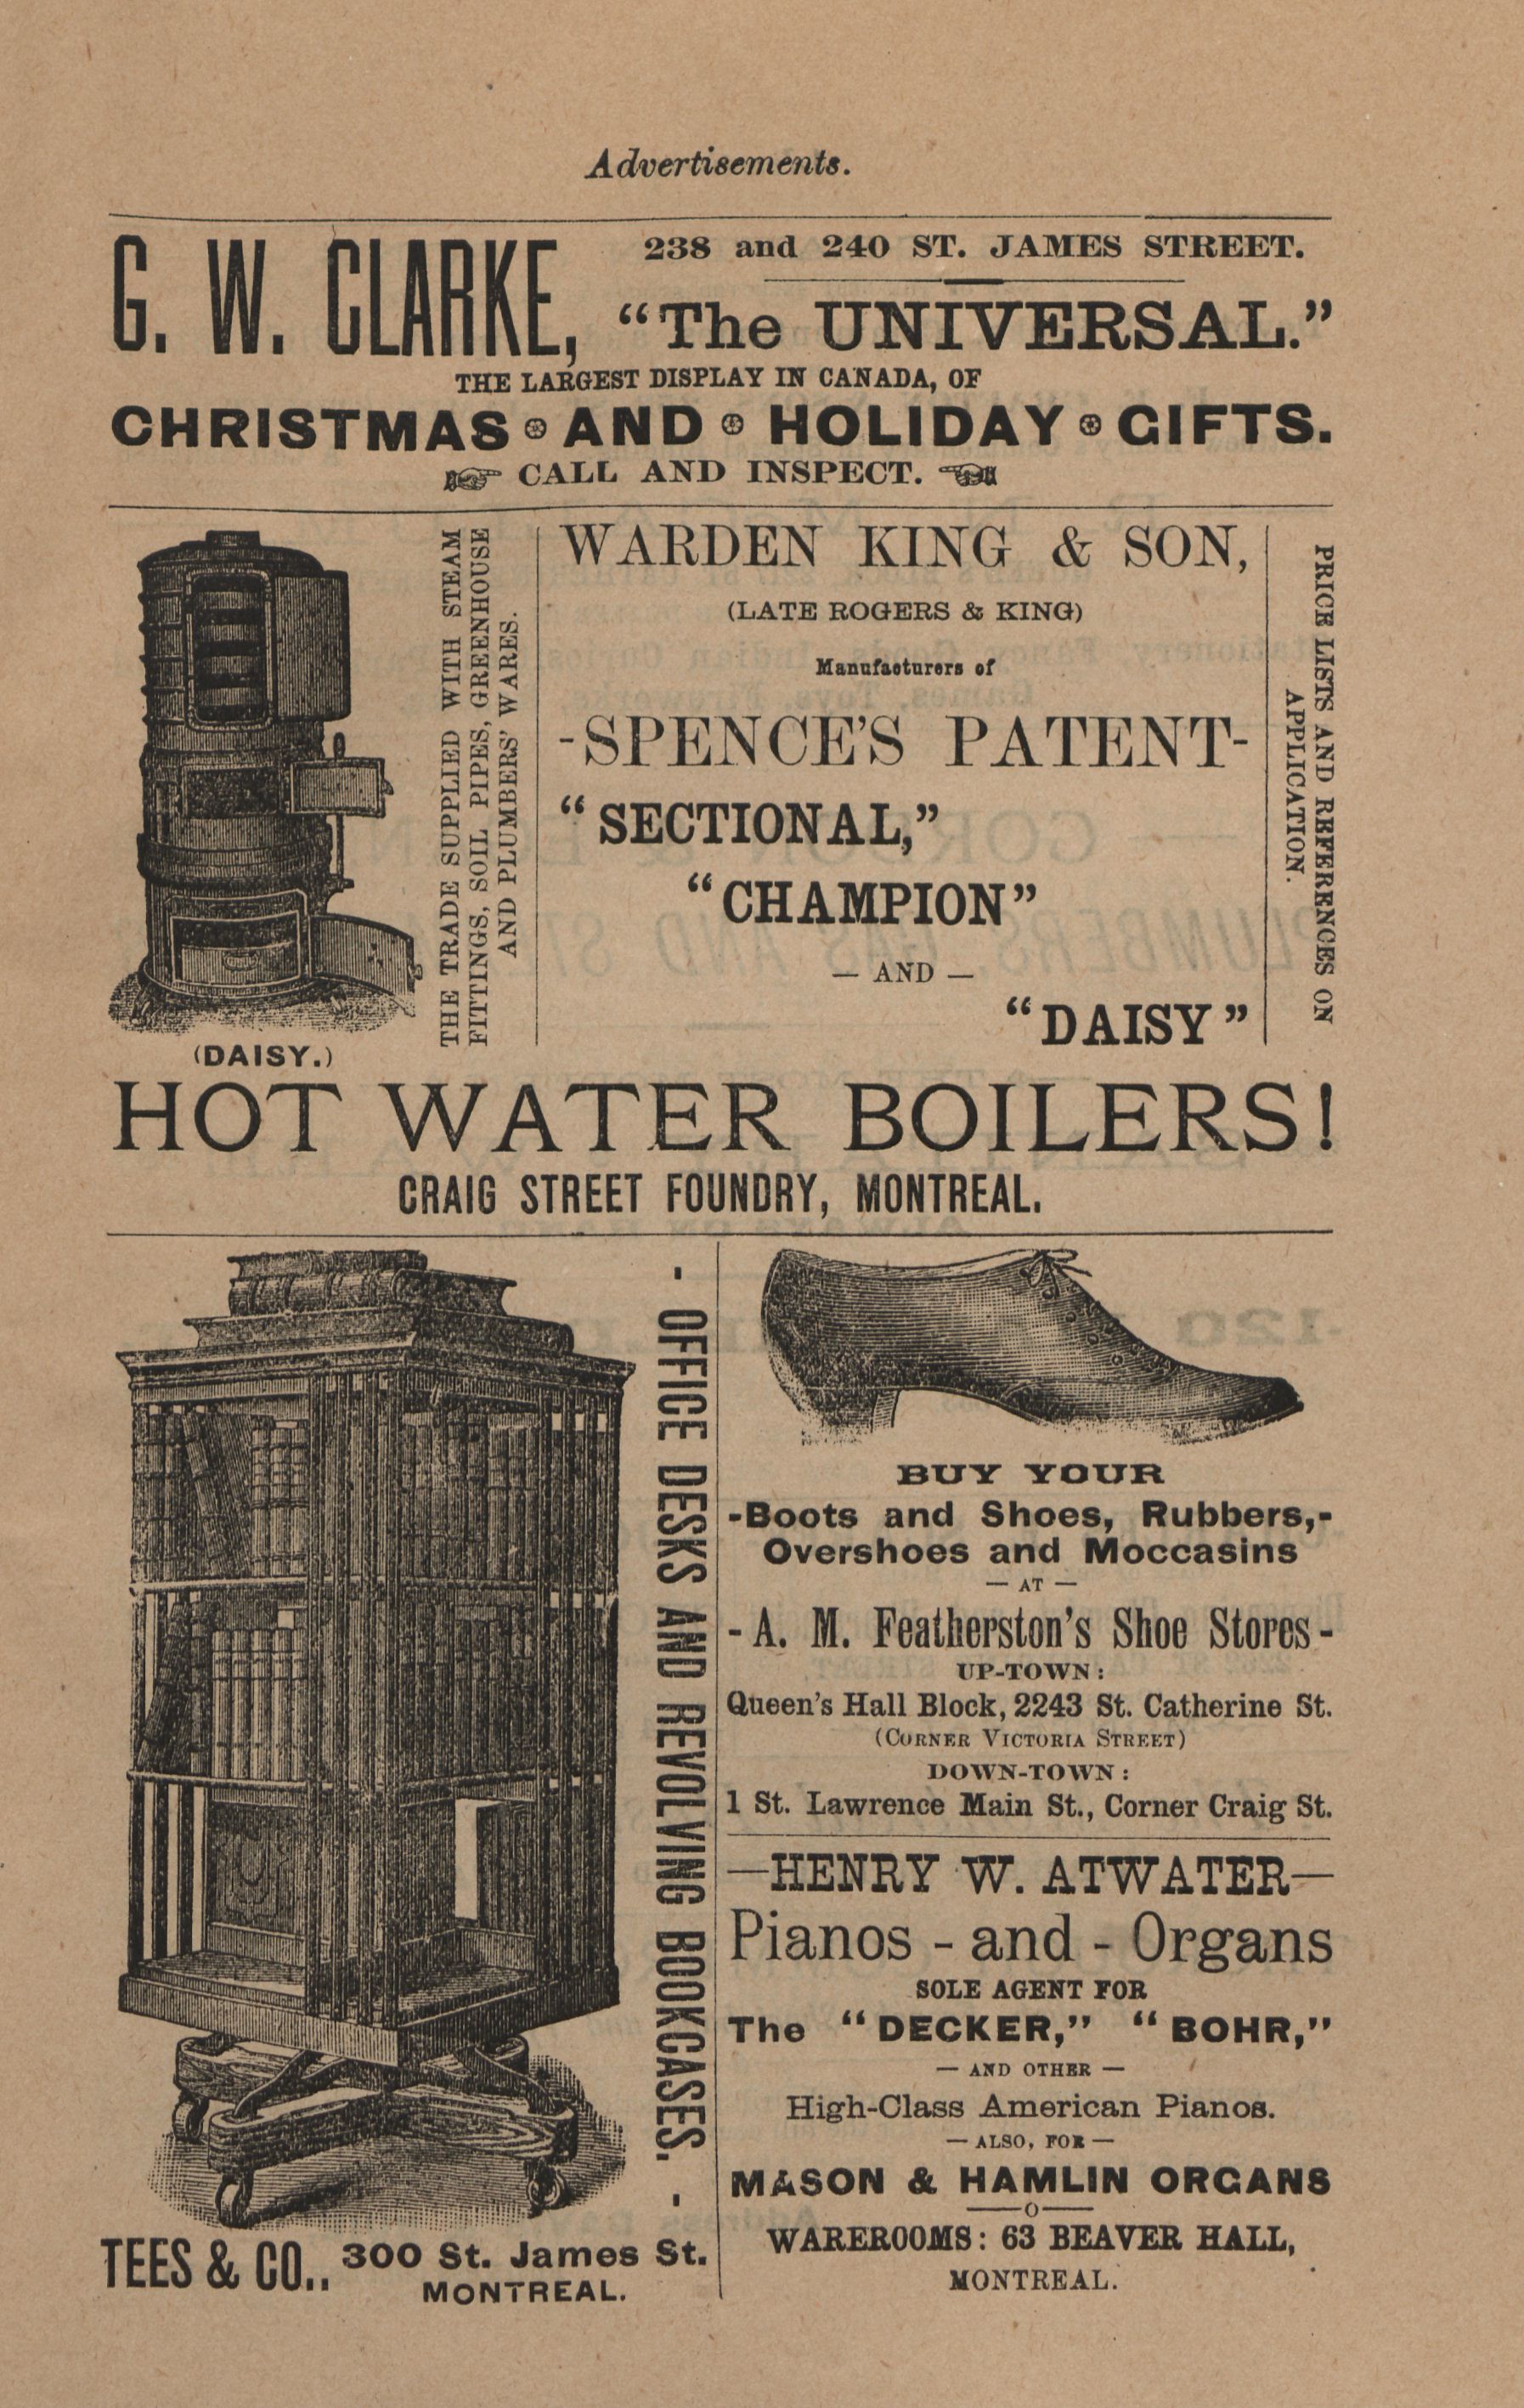 Advertisements.
G. W. CLARKE,
238 and 240 ST. JAMES STREET.
“The UNIVERSAL.”
THE LARGEST DISPLAY IN CANADA, OF
CHRISTMAS AND HOLIDAY GIFTS.
CALL AND INSPECT.
(DAISY.)
THE TRADE SUPPLIED WITH STEAM
FITTINGS, SOIL PIPES, GREENHOUSE
AND PLUMBERS' WARES.
WARDEN KING & SON,
(LATE ROGERS & KING)
Manufacturers of
-SPENCE'S PATENT-
“SECTIONAL,”
“CHAMPION”
— AND —
“DAISY”
PRICE LISTS AND REFERENCES ON
APPLICATION.
HOT WATER BOILERS!
CRAIG STREET FOUNDRY, MONTREAL.
- OFFICE DESKS AND REVOLVING BOOKCASES. -
TEES & CO., 300 St. James St.
MONTREAL.
BUY YOUR
-Boots and Shoes, Rubbers,-
Overshoes and Moccasins
— AT —
- A. M. Featherston's Shoe Stores -
UP-TOWN:
Queen's Hall Block, 2243 St. Catherine St.
(CORNER VICTORIA STREET)
DOWN-TOWN:
1 St. Lawrence Main St., Corner Craig St.
—HENRY W. ATWATER—
Pianos - and - Organs
SOLE AGENT FOR
The “DECKER,” “BOHR,”
— AND OTHER —
High-Class American Pianos.
— ALSO, FOR —
MASON & HAMLIN ORGANS
——o——
WAREROOMS: 63 BEAVER HALL,
MONTREAL.